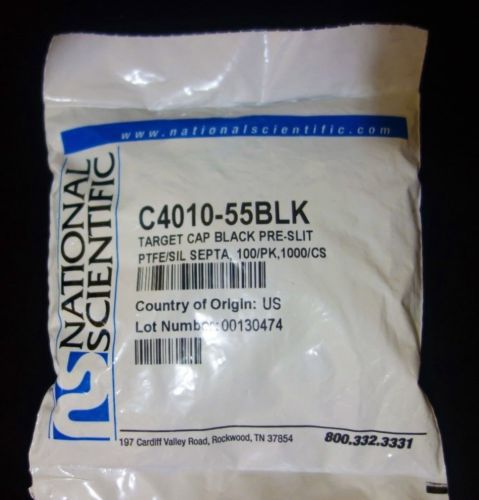 www.nationalscientific.com
NATIONAL
SCIENTIFIC
C4010-55BLK
TARGET CAP BLACK PRE-SLIT
PTFE/SIL SEPTA, 100/PK,1000/CS
Country of Origin: US
Lot Number: 00130474
197 Cardiff Valley Road, Rockwood, TN 37854
800.332.3331